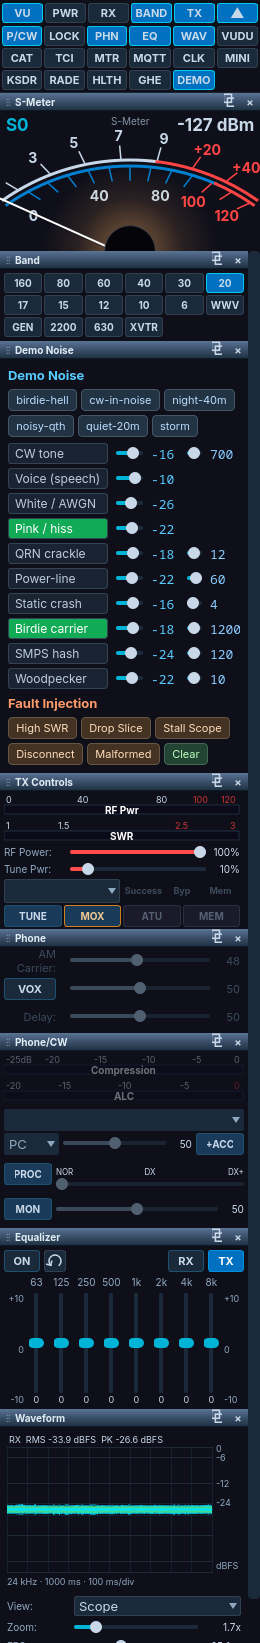 VU PWR RX BAND TX
P/CW LOCK PHN EQ WAV VUDU
CAT TCI MTR MQTT CLK MINI
KSDR RADE HLTH GHE DEMO
S-Meter ×
S0 S-Meter -127 dBm
3 5 7 9 +20 +40
0 40 80 100 120
Band ×
160 80 60 40 30 20
17 15 12 10 6 WWV
GEN 2200 630 XVTR
Demo Noise ×
Demo Noise
birdie-hell cw-in-noise night-40m
noisy-qth quiet-20m storm
CW tone -16 700
Voice (speech) -10
White / AWGN -26
Pink / hiss -22
QRN crackle -18 12
Power-line -22 60
Static crash -16 4
Birdie carrier -18 1200
SMPS hash -24 120
Woodpecker -22 10
Fault Injection
High SWR Drop Slice Stall Scope
Disconnect Malformed Clear
TX Controls ×
0 40 80 100 120
RF Pwr
1 1.5 2.5 3
SWR
RF Power: 100%
Tune Pwr: 10%
Success Byp Mem
TUNE MOX ATU MEM
Phone ×
AM
Carrier: 48
VOX 50
Delay: 50
Phone/CW ×
-25dB -20 -15 -10 -5 0
Compression
-20 -15 -10 -5 0
ALC
PC 50 +ACC
NOR DX DX+
PROC
MON 50
Equalizer ×
ON RX TX
63 125 250 500 1k 2k 4k 8k
+10 +10
0 0
-10 0 0 0 0 0 0 0 0 -10
Waveform ×
RX RMS -33.9 dBFS PK -26.6 dBFS
0
-6
-12
-24
dBFS
24 kHz · 1000 ms · 100 ms/div
View: Scope
Zoom: 1.7x